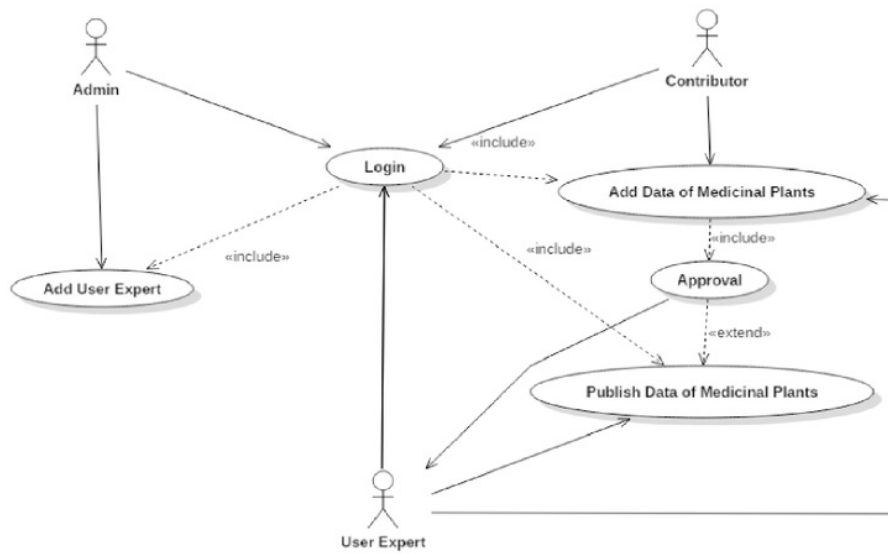 Admin
Contributor
«include»
Login
Add Data of Medicinal Plants
«include»
«include»
«include»
Add User Expert
Approval
«extend»
Publish Data of Medicinal Plants
User Expert